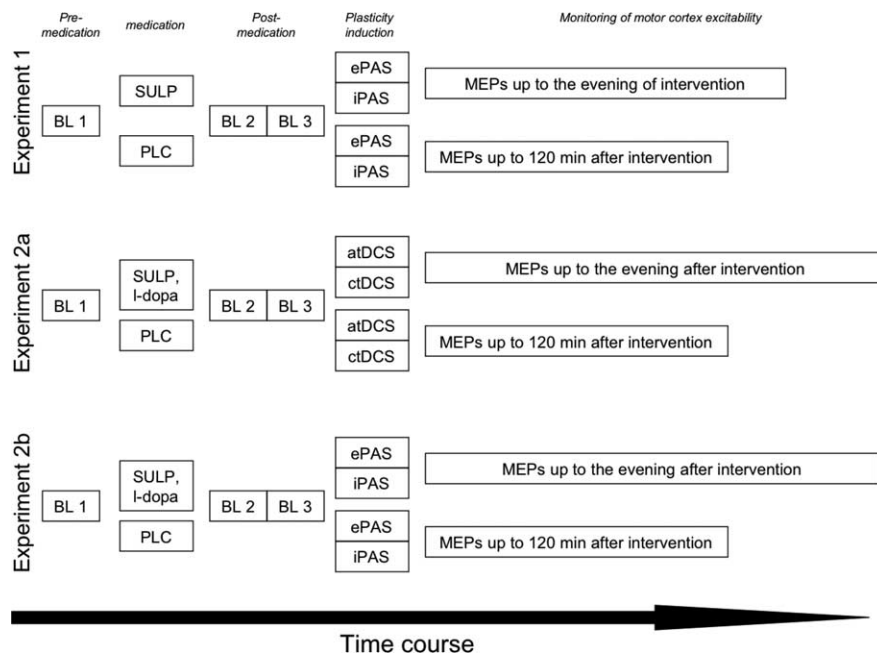 Pre-
medication
medication
Post-
medication
Plasticity
induction
Monitoring of motor cortex excitability
Experiment 1
BL 1
SULP
PLC
BL 2
BL 3
ePAS
iPAS
ePAS
iPAS
MEPs up to the evening of intervention
MEPs up to 120 min after intervention
Experiment 2a
BL 1
SULP,
l-dopa
PLC
BL 2
BL 3
atDCS
ctDCS
atDCS
ctDCS
MEPs up to the evening after intervention
MEPs up to 120 min after intervention
Experiment 2b
BL 1
SULP,
l-dopa
PLC
BL 2
BL 3
ePAS
iPAS
ePAS
iPAS
MEPs up to the evening after intervention
MEPs up to 120 min after intervention
Time course